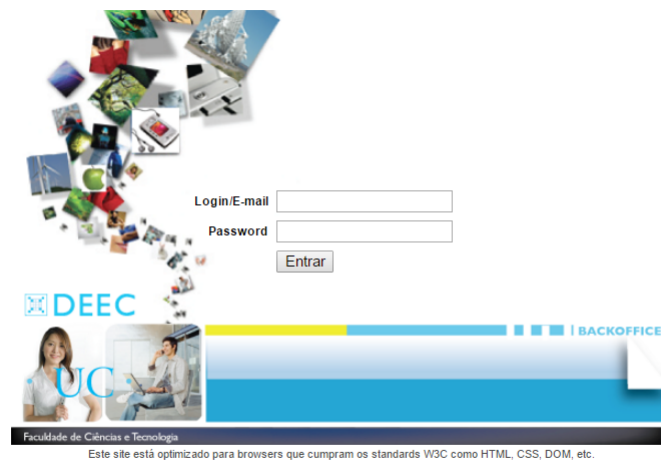 Login/E-mail
Password
Entrar
DEEC
BACKOFFICE
UC
Faculdade de Ciências e Tecnologia
Este site está optimizado para browsers que cumpram os standards W3C como HTML, CSS, DOM, etc.